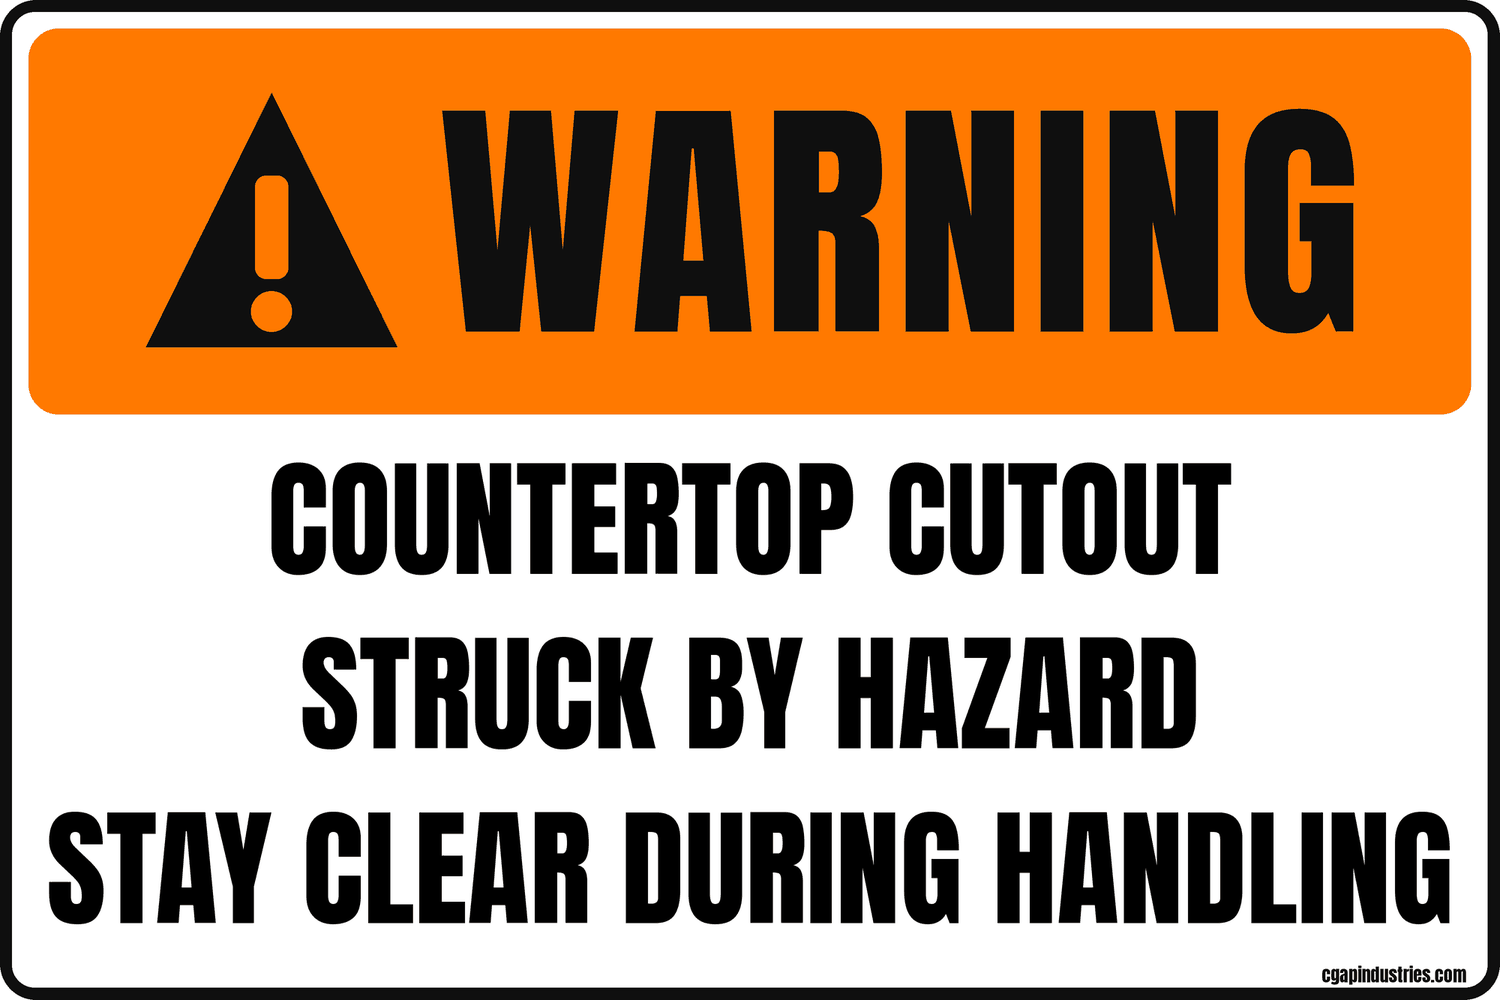 WARNING
COUNTERTOP CUTOUT
STRUCK BY HAZARD
STAY CLEAR DURING HANDLING
cgapindustries.com